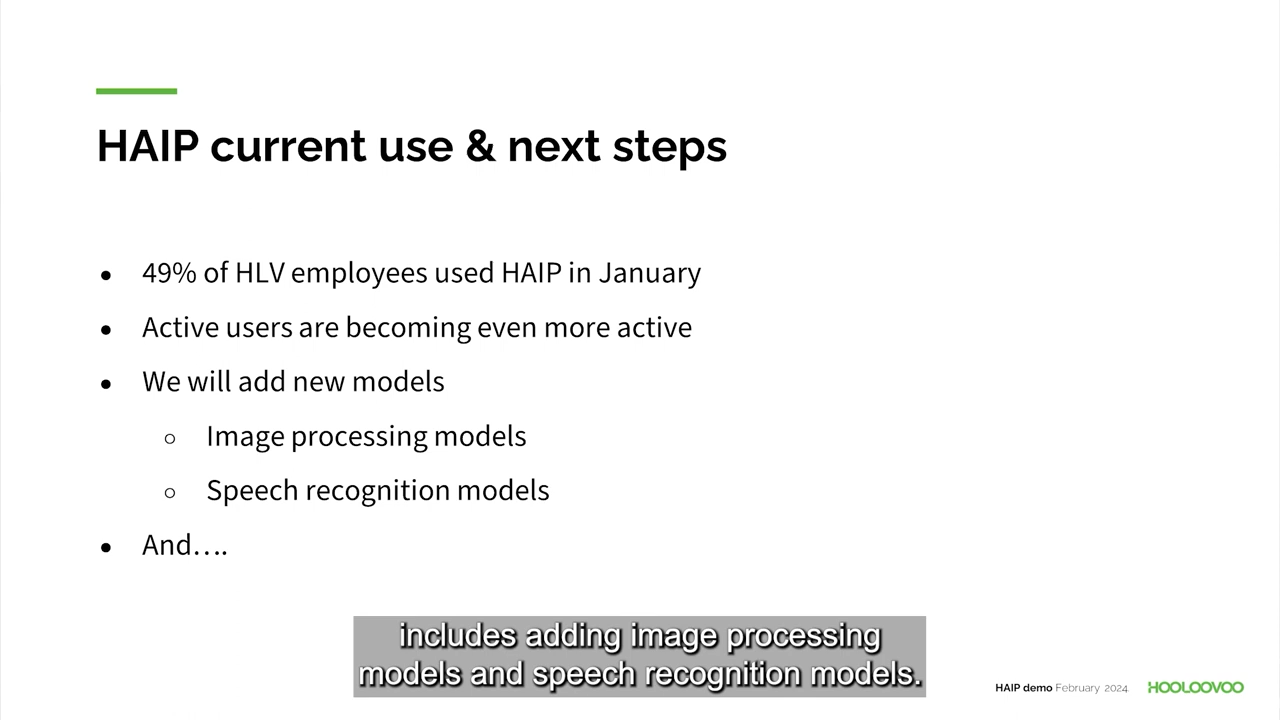 HAIP current use & next steps
● 49% of HLV employees used HAIP in January
● Active users are becoming even more active
● We will add new models
○ Image processing models
○ Speech recognition models
● And….
includes adding image processing
models and speech recognition models.
HAIP demo February 2024.
HOOLOOVOO